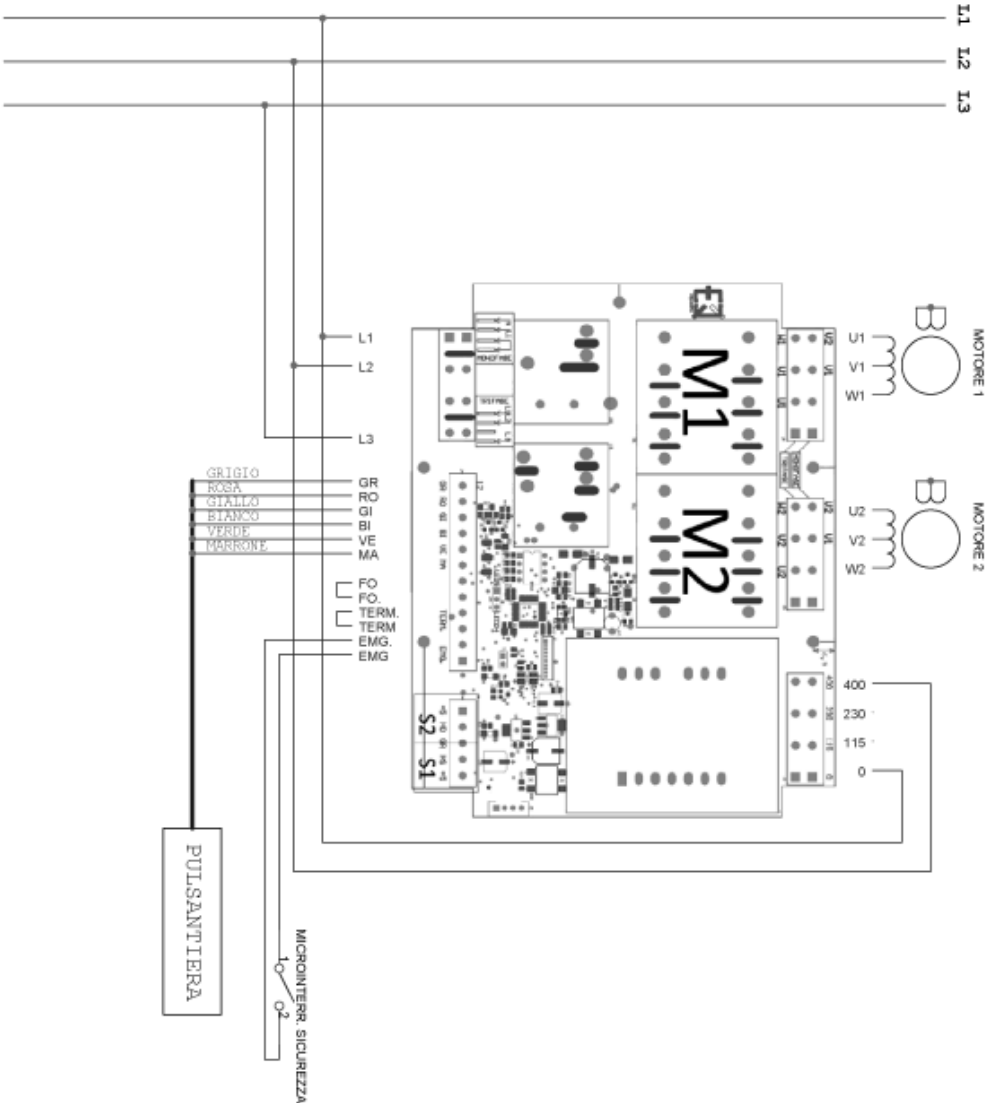 L1
L2
L3
L1
L2
L3
GRIGIO
ROSA
GIALLO
BIANCO
VERDE
MARRONE
GR
RO
GI
BI
VE
MA
FO
FO.
TERM.
TERM
EMG.
EMG
M1
M2
S2
S1
MOTORE 1
U1
V1
W1
MOTORE 2
U2
V2
W2
400
230
115
0
PULSANTIERA
MICROINTERR. SICUREZZA
1
2